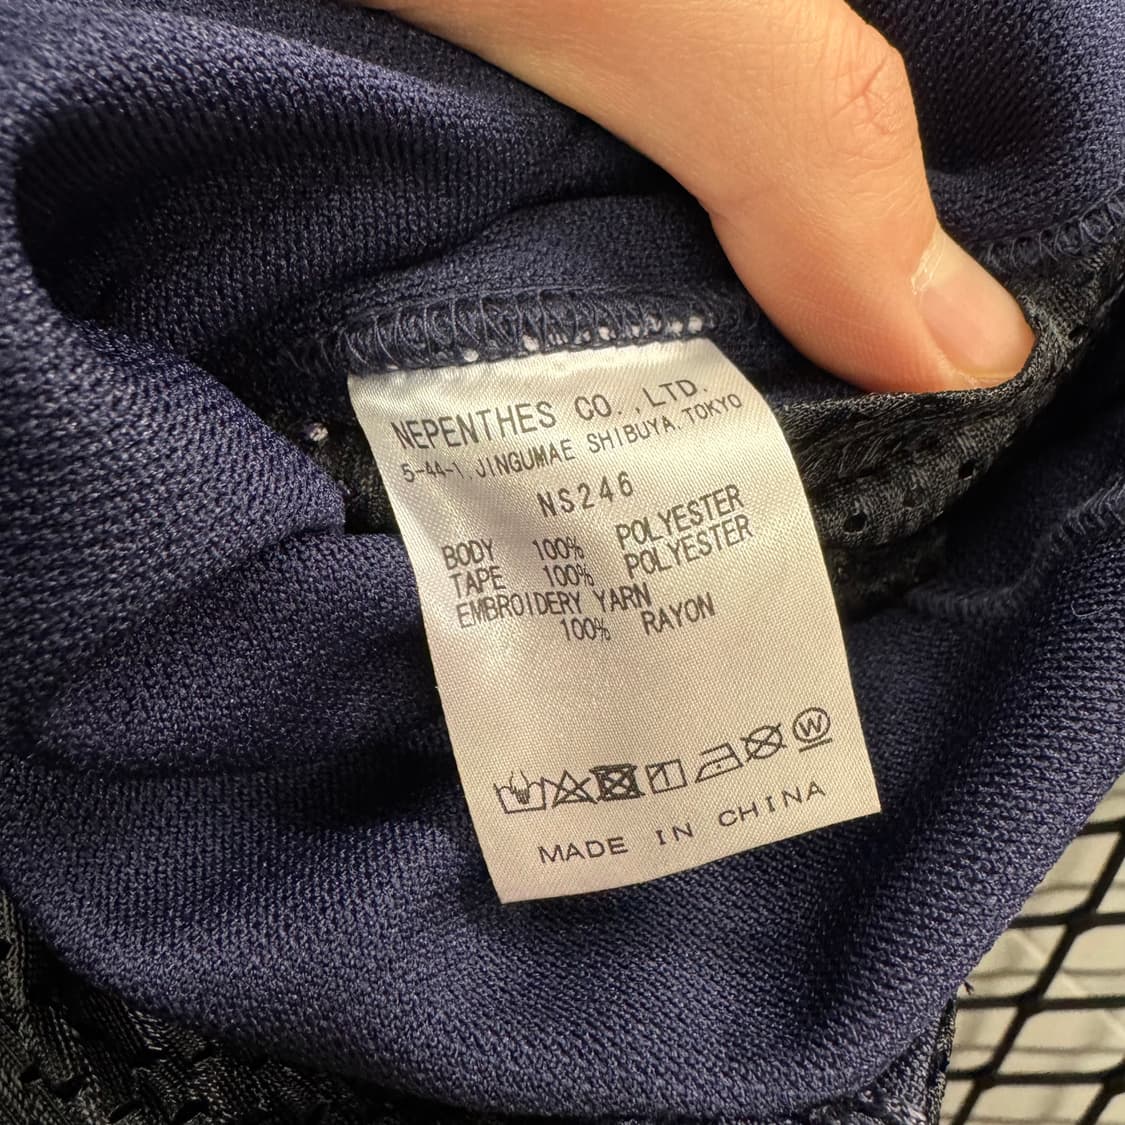 NEPENTHES CO.,LTD.
5-44-1,JINGUMAE SHIBUYA,TOKYO
NS246
BODY 100% POLYESTER
TAPE 100% POLYESTER
EMBROIDERY YARN
100% RAYON
W
MADE IN CHINA